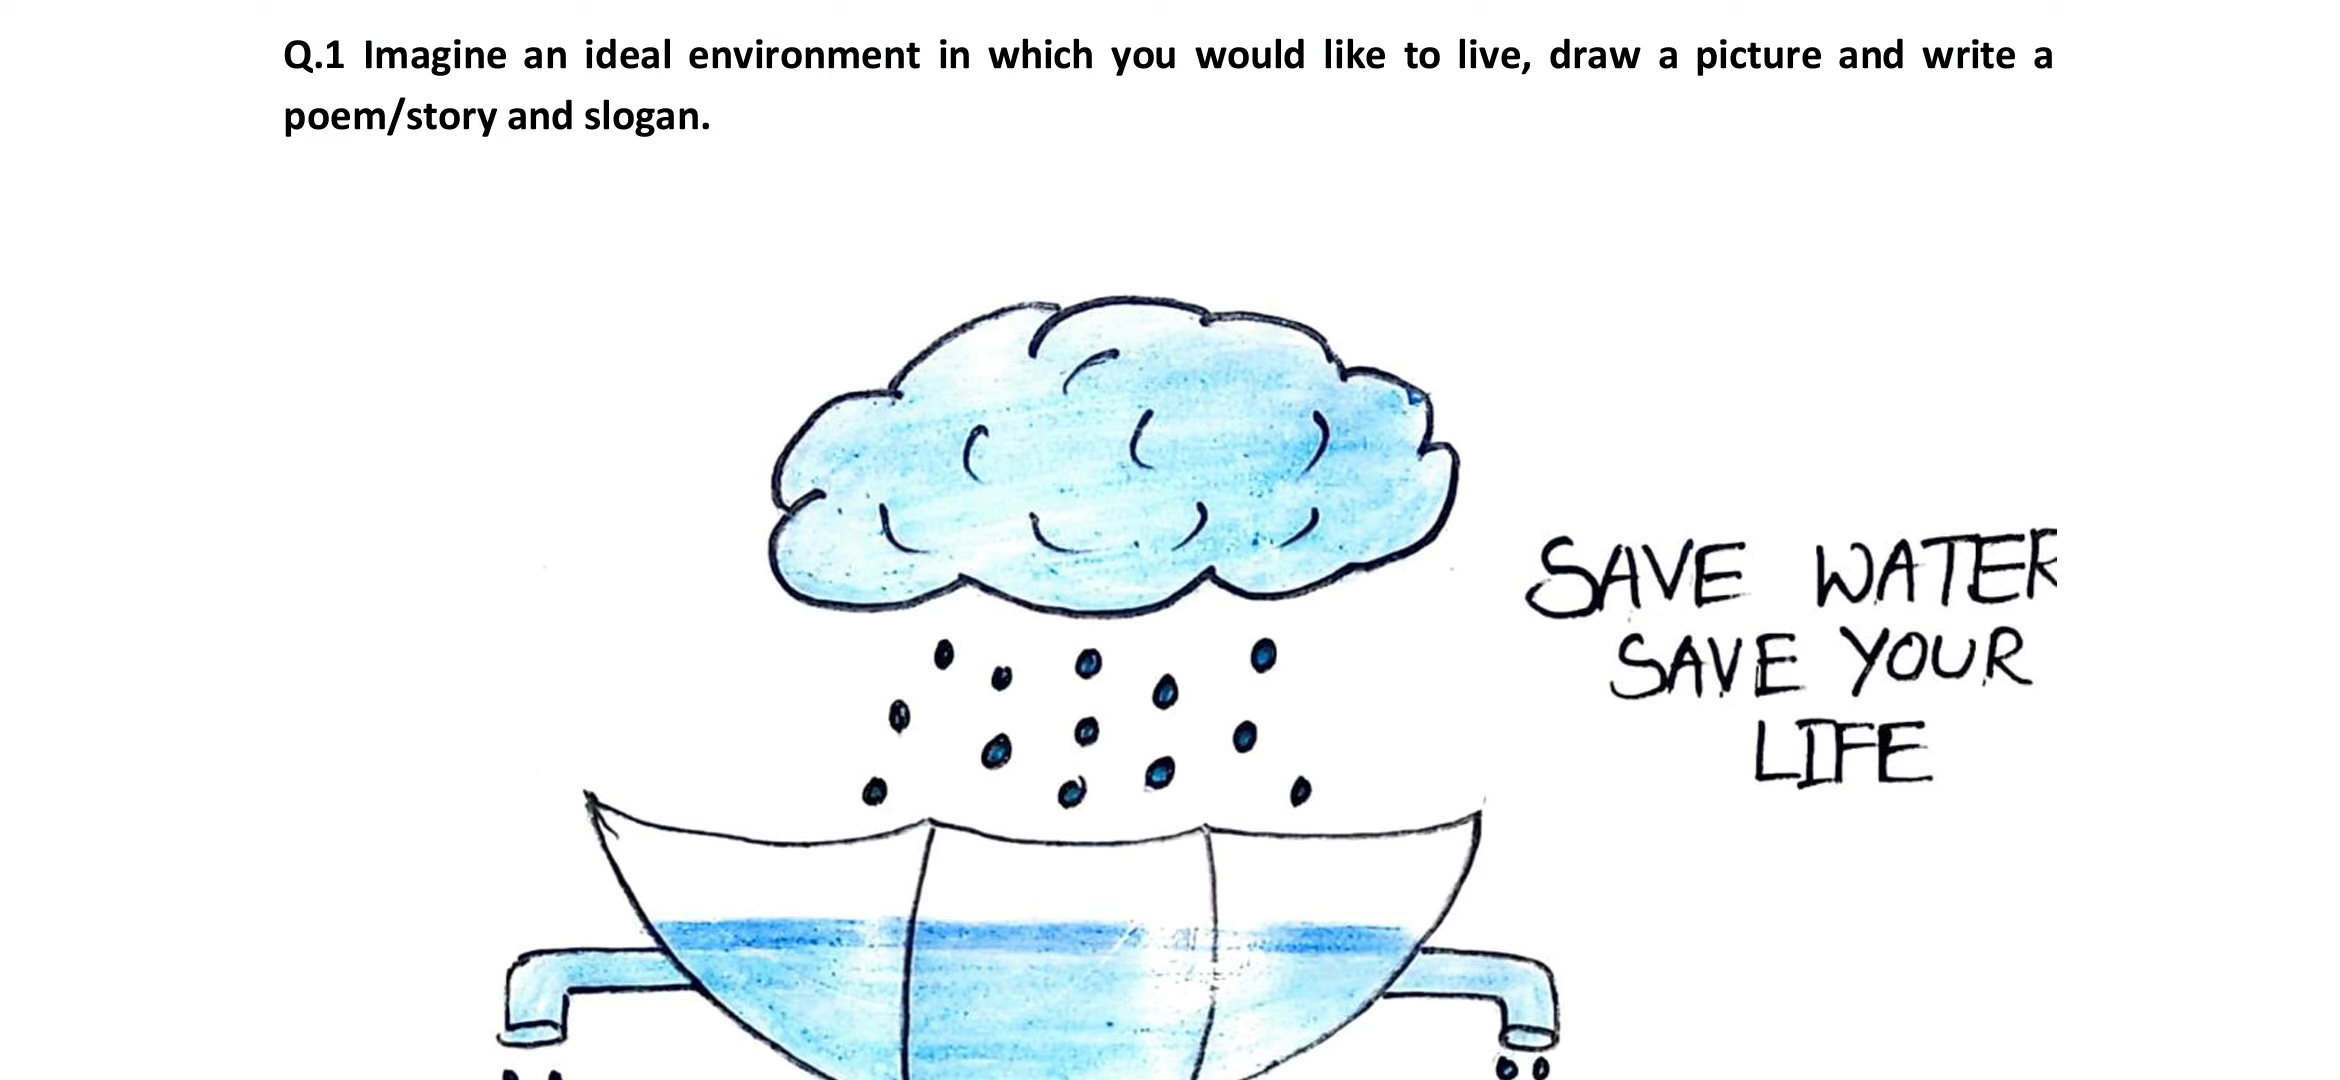 Q.1 Imagine an ideal environment in which you would like to live, draw a picture and write a
poem/story and slogan.
SAVE WATER
SAVE YOUR
LIFE